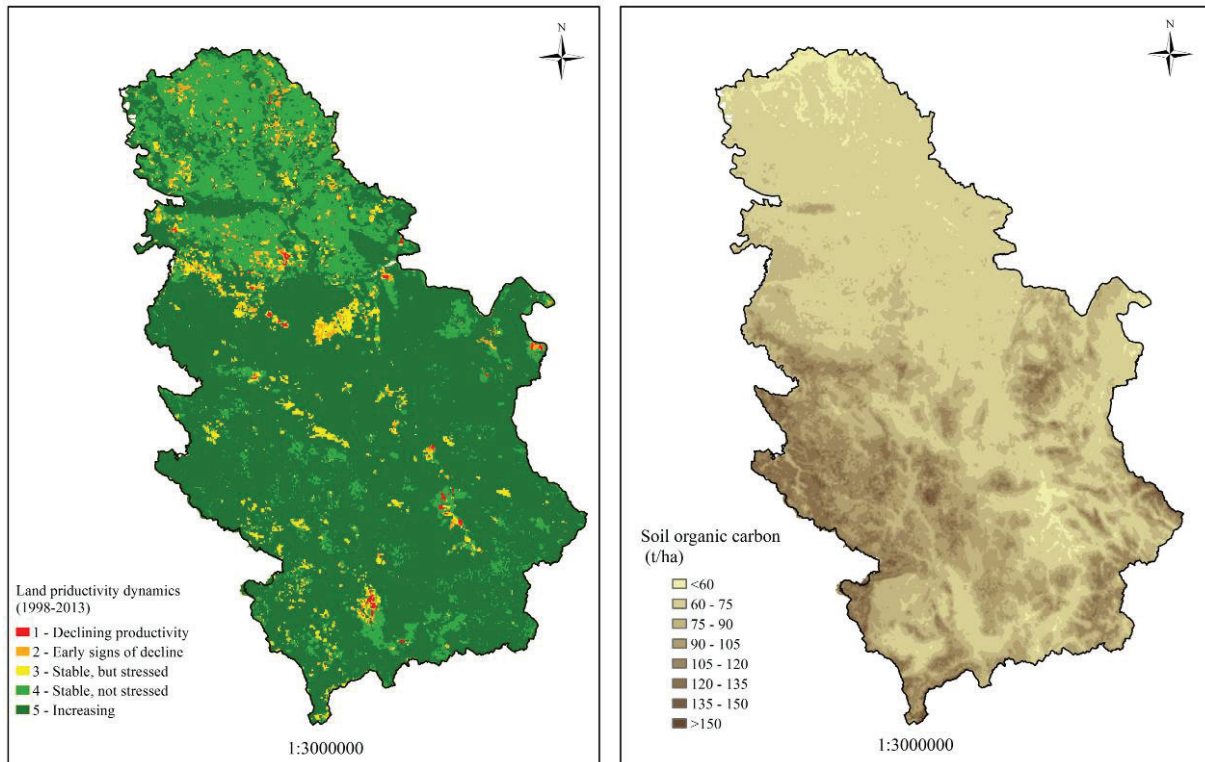 N
Land priductivity dynamics
(1998-2013)
1 - Declining productivity
2 - Early signs of decline
3 - Stable, but stressed
4 - Stable, not stressed
5 - Increasing
1:3000000
N
Soil organic carbon
(t/ha)
<60
60 - 75
75 - 90
90 - 105
105 - 120
120 - 135
135 - 150
>150
1:3000000